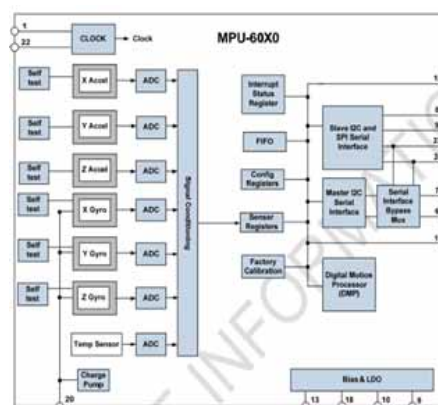 1
22
CLOCK
Clock
MPU-60X0
Self test
X Accel
ADC
Self test
Y Accel
ADC
Self test
Z Accel
ADC
Self test
X Gyro
ADC
Self test
Y Gyro
ADC
Self test
Z Gyro
ADC
Temp Sensor
ADC
Charge Pump
20
Signal Conditioning
Interrupt Status Register
FIFO
Config Registers
Sensor Registers
Factory Calibration
Slave I2C and SPI Serial Interface
Master I2C Serial Interface
Serial Interface Bypass Mux
Digital Motion Processor (DMP)
Bias & LDO
13
18
10
INFORMATIO